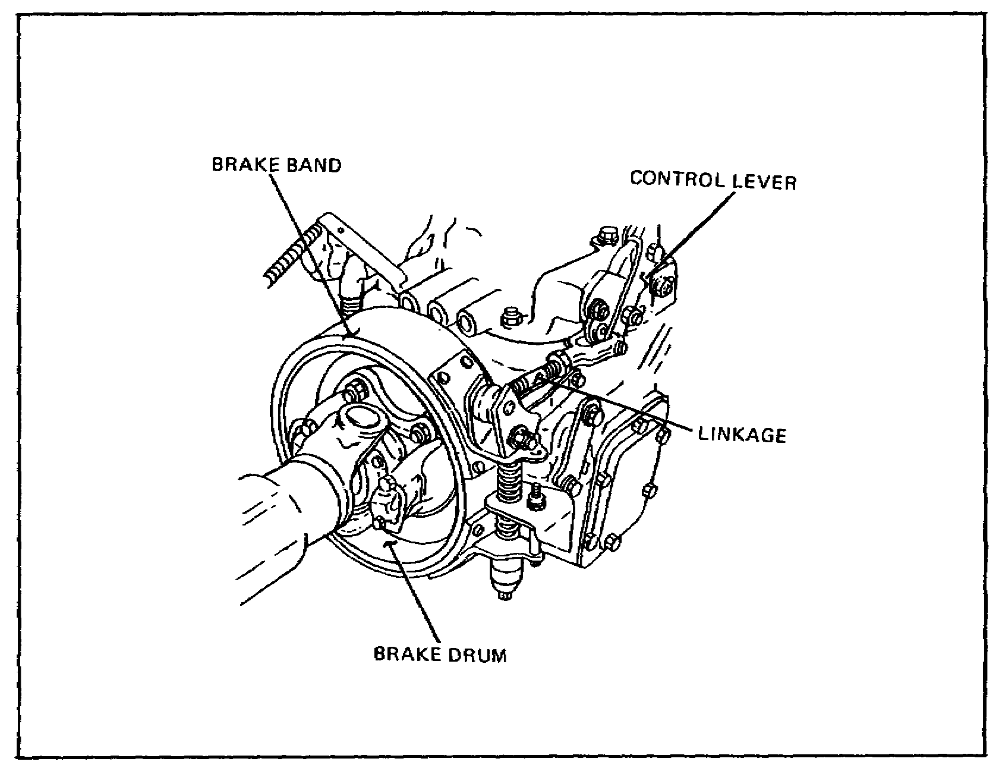 BRAKE BAND
CONTROL LEVER
LINKAGE
BRAKE DRUM